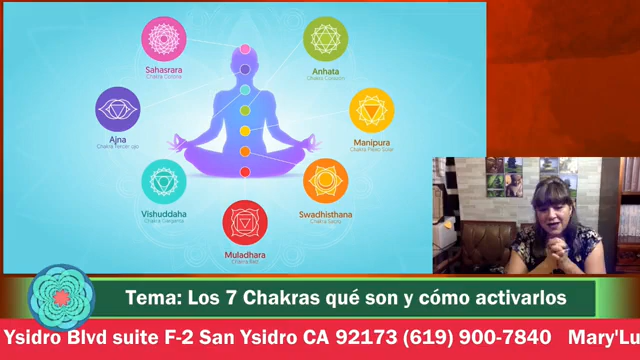 Sahasrara
Chakra Corona
Anhata
Chakra Corazón
Ajna
Chakra Tercer ojo
Manipura
Chakra Plexo Solar
Vishuddaha
Chakra Garganta
Swadhisthana
Chakra Sacro
Muladhara
Chakra Raíz
Tema: Los 7 Chakras qué son y cómo activarlos
Ysidro Blvd suite F-2 San Ysidro CA 92173 (619) 900-7840 Mary'Lu